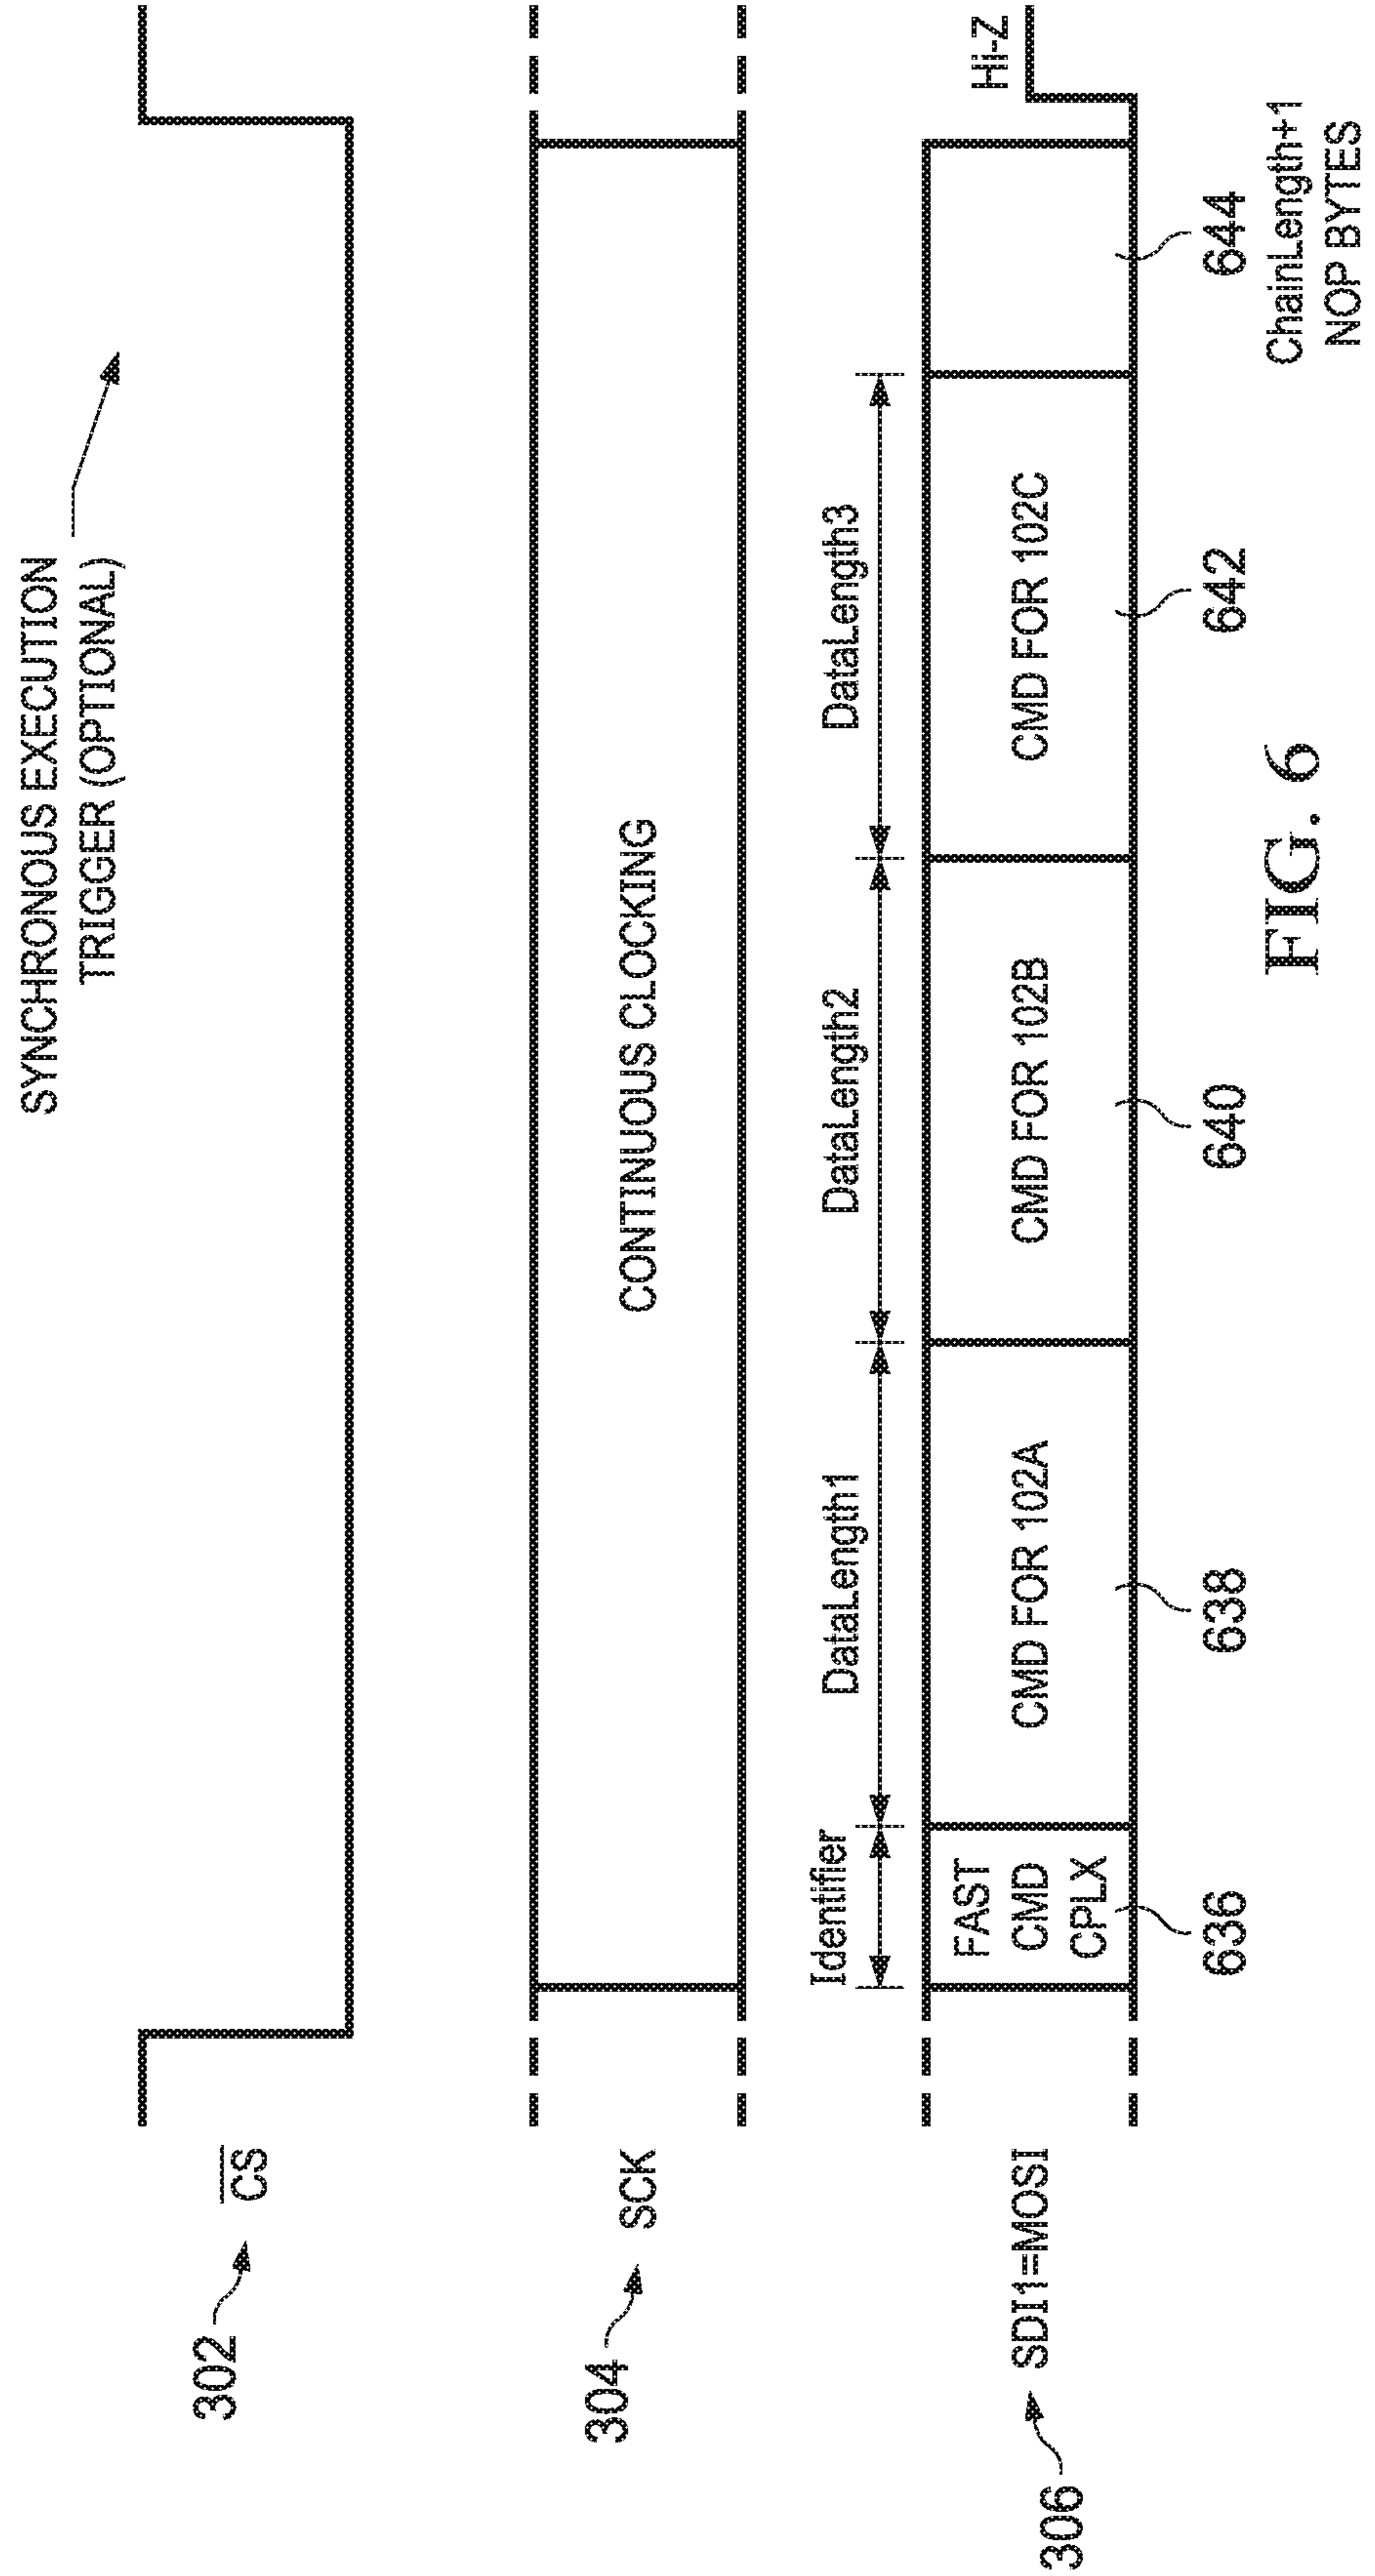 SYNCHRONOUS EXECUTION
TRIGGER (OPTIONAL)
302
CS
304
SCK
CONTINUOUS CLOCKING
Identifier
DataLength1
DataLength2
DataLength3
Hi-Z
306
SDI1=MOSI
FAST
CMD
CPLX
CMD FOR 102A
CMD FOR 102B
CMD FOR 102C
636
638
640
642
644
ChainLength+1
NOP BYTES
FIG. 6